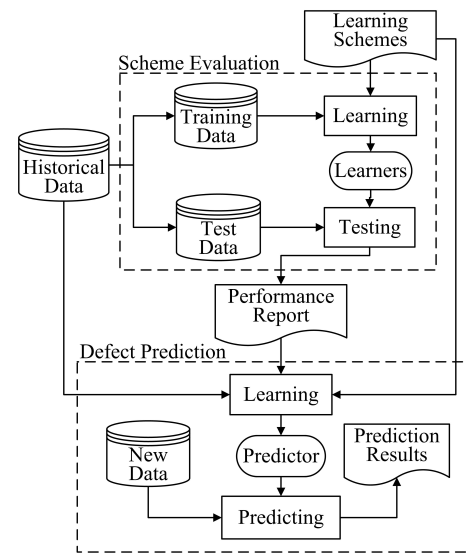 Learning
Schemes
Scheme Evaluation
Training
Data
Learning
Historical
Data
Learners
Test
Data
Testing
Performance
Report
Defect Prediction
Learning
New
Data
Predictor
Prediction
Results
Predicting